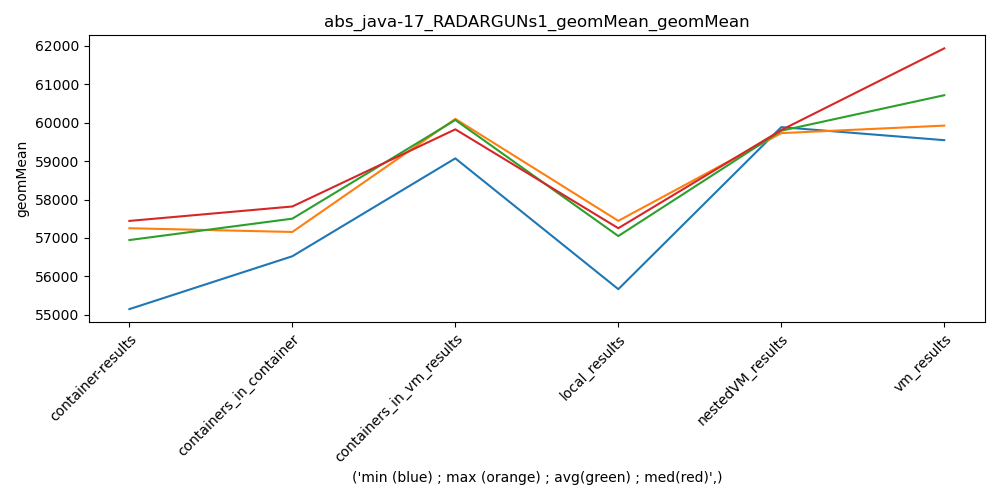 abs_java-17_RADARGUNs1_geomMean_geomMean
62000
61000
60000
59000
58000
57000
56000
55000
geomMean
container-results
containers_in_container
containers_in_vm_results
local_results
nestedVM_results
vm_results
('min (blue) ; max (orange) ; avg(green) ; med(red)',)